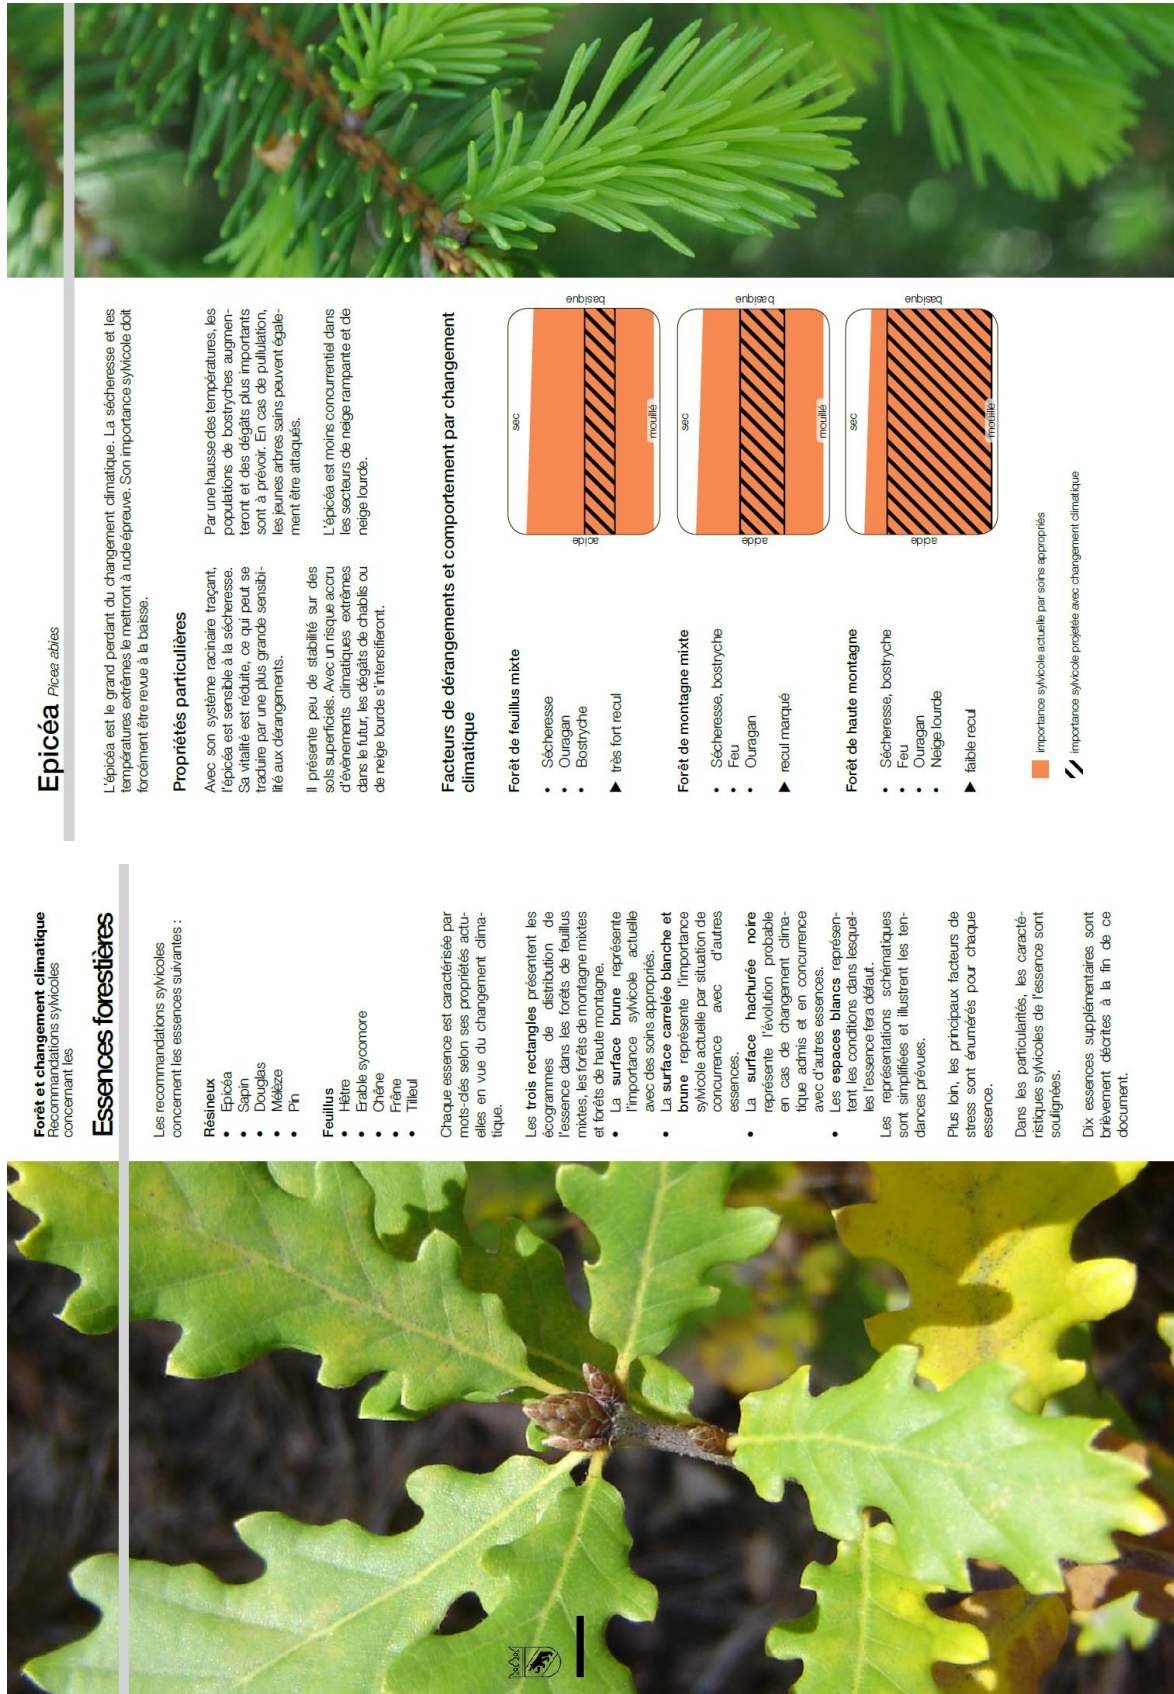 Forêt et changement climatique
Recommandations sylvicoles
concernant les
Essences forestières
Les recommandations sylvicoles
concernent les essences suivantes :
Résineux
• Epicéa
• Sapin
• Douglas
• Mélèze
• Pin
Feuillus
• Hêtre
• Erable sycomore
• Chêne
• Frêne
• Tilleul
Chaque essence est caractérisée par
mots-clés selon ses propriétés actu-
elles en vue du changement clima-
tique.
Les trois rectangles présentent les
écogrammes de distribution de
l'essence dans les forêts de feuillus
mixtes, les forêts de montagne mixtes
et forêts de haute montagne.
• La surface brune représente
l'importance sylvicole actuelle
avec des soins appropriés.
• La surface carrelée blanche et
brune représente l'importance
sylvicole actuelle par situation de
concurrence avec d'autres
essences.
• La surface hachurée noire
représente l'évolution probable
en cas de changement clima-
tique admis et en concurrence
avec d'autres essences.
• Les espaces blancs représen-
tent les conditions dans lesquel-
les l'essence fera défaut.
Les représentations schématiques
sont simplifiées et illustrent les ten-
dances prévues.
Plus loin, les principaux facteurs de
stress sont énumérés pour chaque
essence.
Dans les particularités, les caracté-
ristiques sylvicoles de l'essence sont
soulignées.
Dix essences supplémentaires sont
brièvement décrites à la fin de ce
document.
Epicéa Picea abies
L'épicéa est le grand perdant du changement climatique. La sécheresse et les
températures extrêmes le mettront à rude épreuve. Son importance sylvicole doit
forcément être revue à la baisse.
Propriétés particulières
Avec son système racinaire traçant,
l'épicéa est sensible à la sécheresse.
Sa vitalité est réduite, ce qui peut se
traduire par une plus grande sensibi-
lité aux dérangements.
Il présente peu de stabilité sur des
sols superficiels. Avec un risque accru
d'évènements climatiques extrêmes
dans le futur, les dégâts de chablis ou
de neige lourde s'intensifieront.
Par une hausse des températures, les
populations de bostryches augmen-
teront et des dégâts plus importants
sont à prévoir. En cas de pullulation,
les jeunes arbres sains peuvent égale-
ment être attaqués.
L'épicéa est moins concurrentiel dans
les secteurs de neige rampante et de
neige lourde.
Facteurs de dérangements et comportement par changement
climatique
Forêt de feuillus mixte
• Sécheresse
• Ouragan
• Bostryche
► très fort recul
sec
acide
basique
mouillé
Forêt de montagne mixte
• Sécheresse, bostryche
• Feu
• Ouragan
► recul marqué
sec
acide
basique
mouillé
Forêt de haute montagne
• Sécheresse, bostryche
• Feu
• Ouragan
• Neige lourde
► faible recul
sec
acide
basique
mouillé
importance sylvicole actuelle par soins appropriés
importance sylvicole projetée avec changement climatique